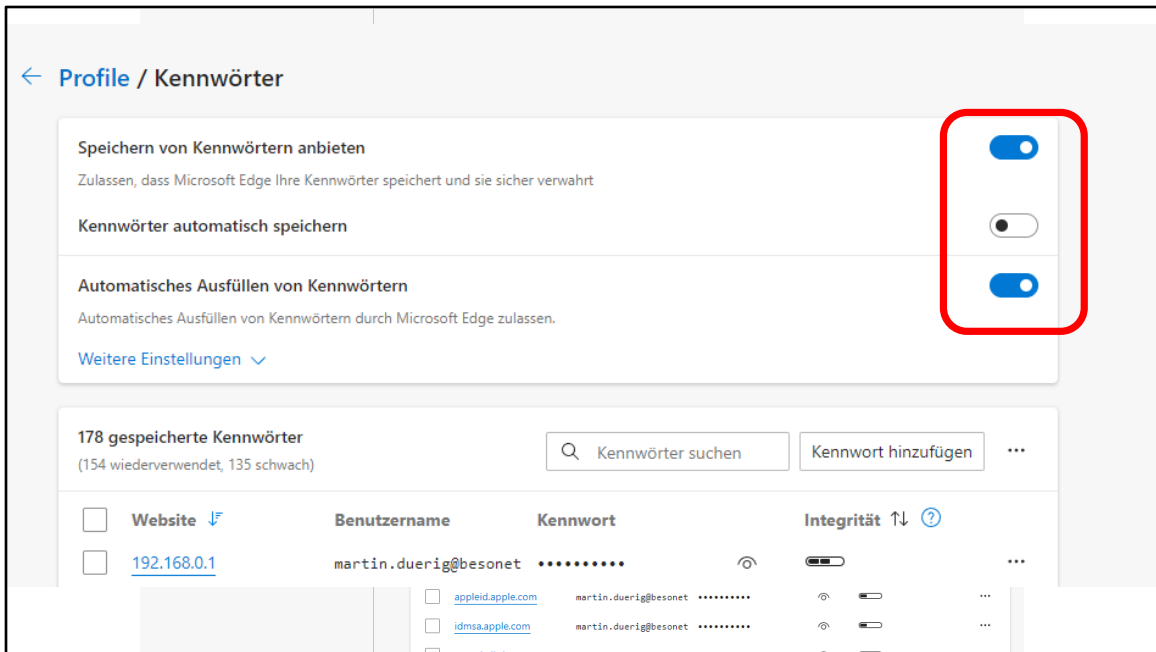 Profile / Kennwörter
Speichern von Kennwörtern anbieten
Zulassen, dass Microsoft Edge Ihre Kennwörter speichert und sie sicher verwahrt
Kennwörter automatisch speichern
Automatisches Ausfüllen von Kennwörtern
Automatisches Ausfüllen von Kennwörtern durch Microsoft Edge zulassen.
Weitere Einstellungen
178 gespeicherte Kennwörter
(154 wiederverwendet, 135 schwach)
Kennwörter suchen
Kennwort hinzufügen
...
Website Benutzername Kennwort Integrität
192.168.0.1 martin.duerig@besonet •••••••••• ...
appleid.apple.com martin.duerig@besonet •••••••••• ...
idmsa.apple.com martin.duerig@besonet •••••••••• ...